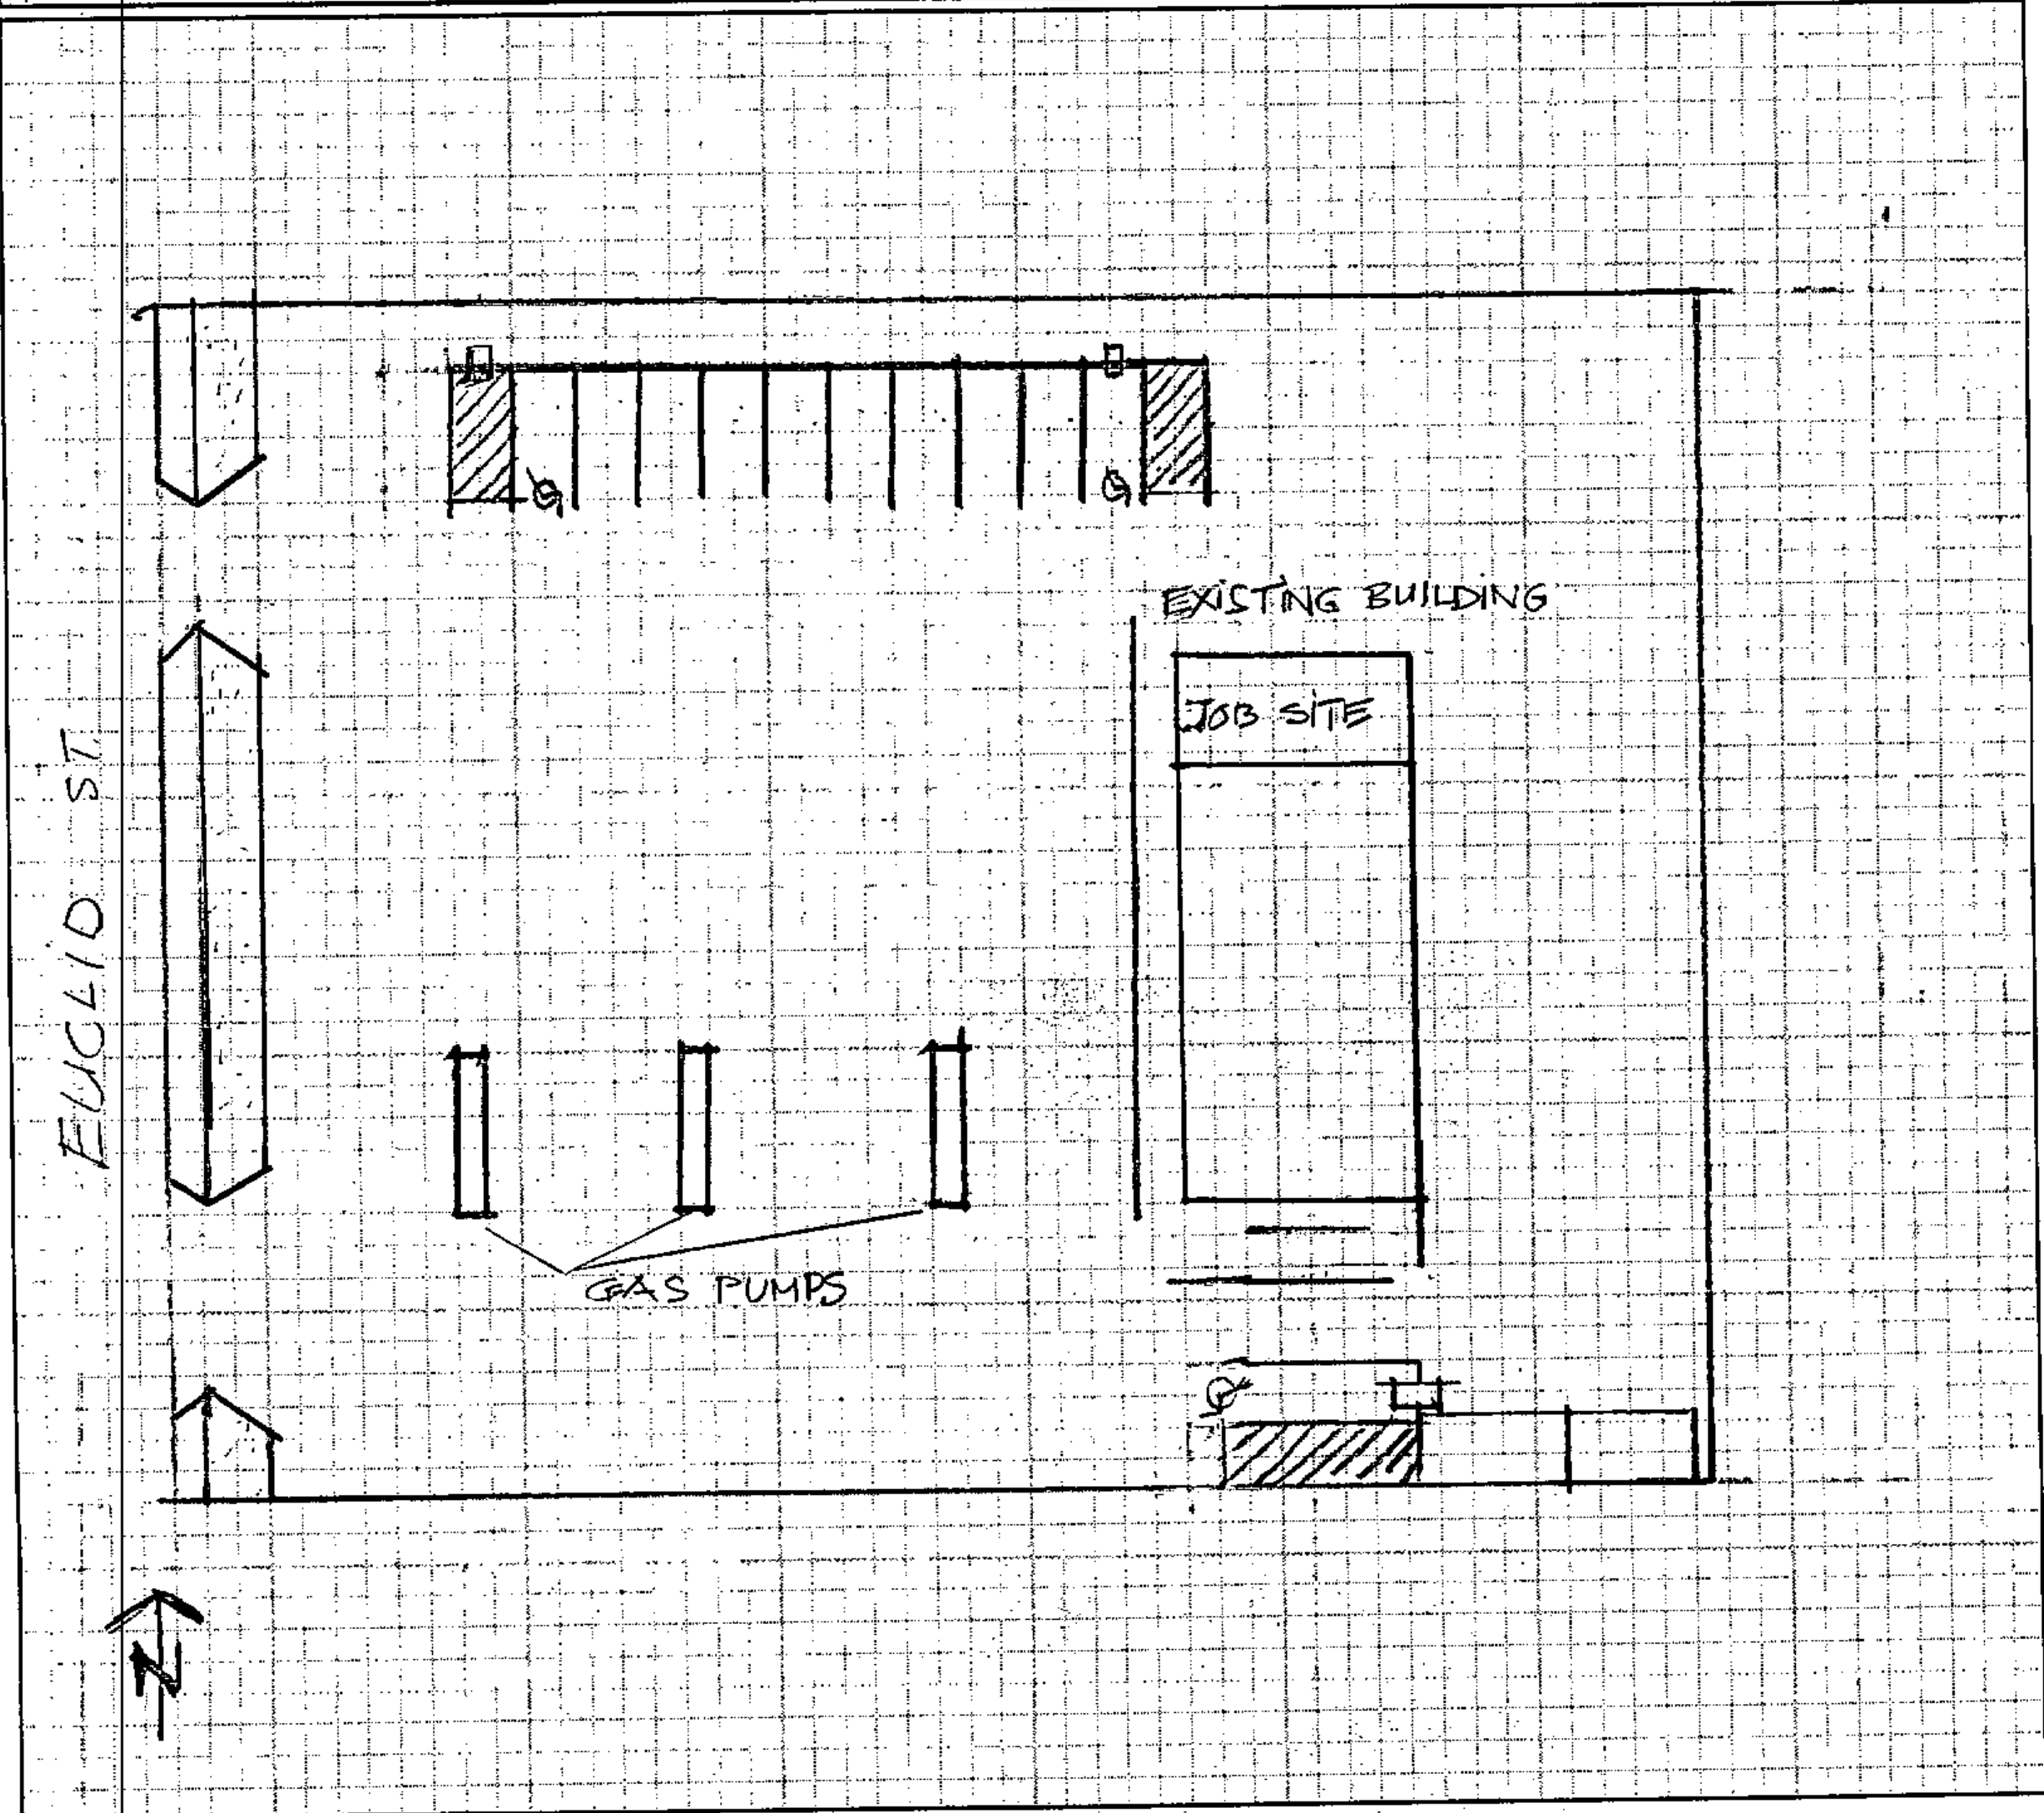 EXISTING BUILDING
JOB SITE
EUCLID ST.
GAS PUMPS
N